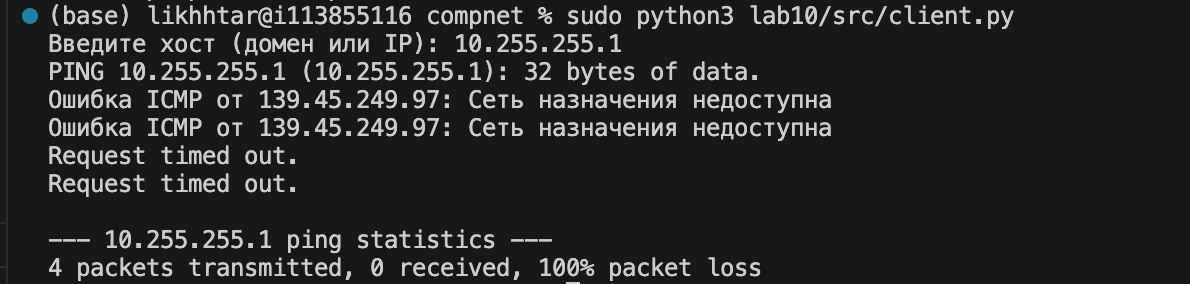 (base) likhhtar@i113855116 compnet % sudo python3 lab10/src/client.py
Введите хост (домен или IP): 10.255.255.1
PING 10.255.255.1 (10.255.255.1): 32 bytes of data.
Ошибка ICMP от 139.45.249.97: Сеть назначения недоступна
Ошибка ICMP от 139.45.249.97: Сеть назначения недоступна
Request timed out.
Request timed out.
--- 10.255.255.1 ping statistics ---
4 packets transmitted, 0 received, 100% packet loss